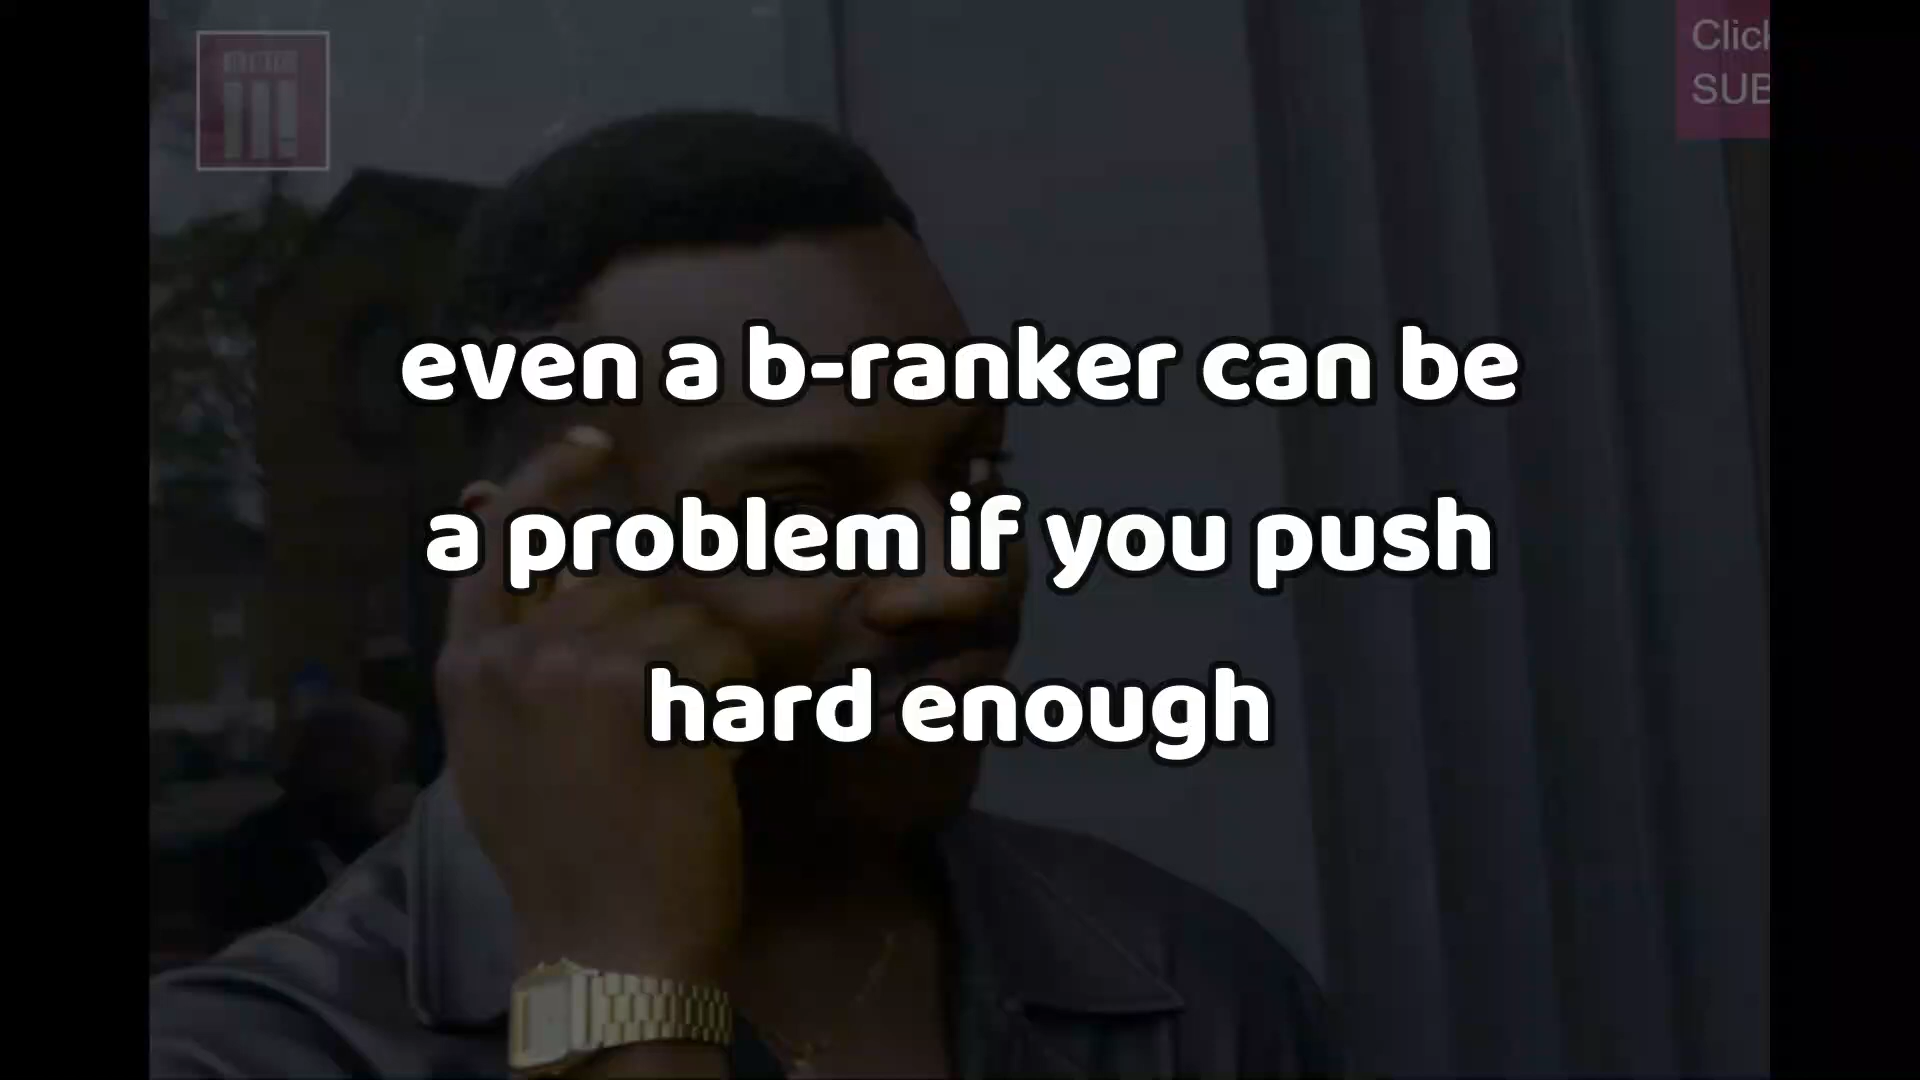 Click
SUB
even a b-ranker can be
a problem if you push
hard enough